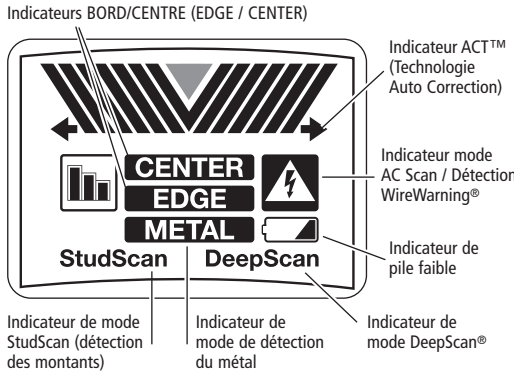 Indicateurs BORD/CENTRE (EDGE / CENTER)
Indicateur ACT™
(Technologie
Auto Correction)
CENTER
EDGE
METAL
StudScan DeepScan
Indicateur mode
AC Scan / Détection
WireWarning®
Indicateur de
pile faible
Indicateur de mode
StudScan (détection
des montants)
Indicateur de
mode de détection
du métal
Indicateur de
mode DeepScan®